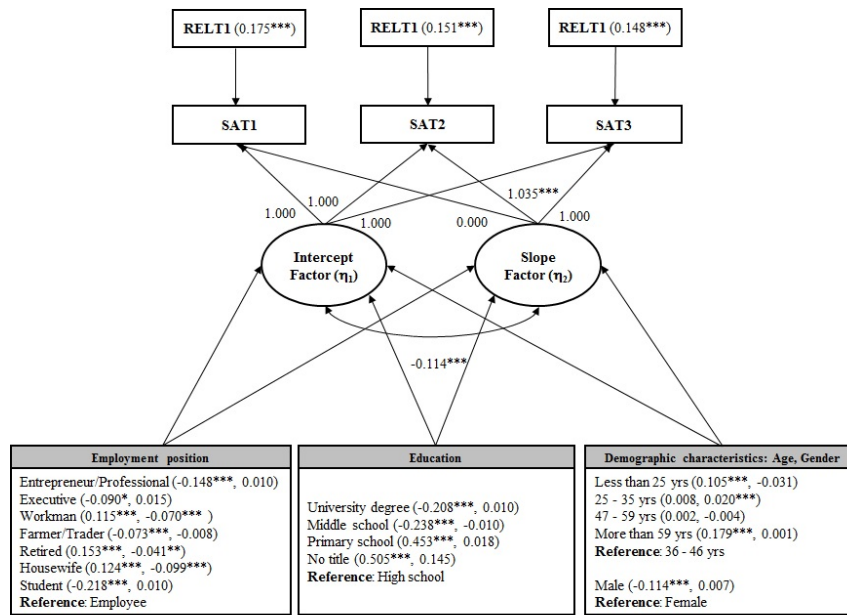 RELT1 (0.175***)
RELT1 (0.151***)
RELT1 (0.148***)
SAT1
SAT2
SAT3
1.000
1.000
1.000
0.000
1.035***
1.000
Intercept
Factor (η1)
Slope
Factor (η2)
-0.114***
Employment position
Entrepreneur/Professional (-0.148***, 0.010)
Executive (-0.090*, 0.015)
Workman (0.115***, -0.070*** )
Farmer/Trader (-0.073***, -0.008)
Retired (0.153***, -0.041**)
Housewife (0.124***, -0.099***)
Student (-0.218***, 0.010)
Reference: Employee
Education
University degree (-0.208***, 0.010)
Middle school (-0.238***, -0.010)
Primary school (0.453***, 0.018)
No title (0.505***, 0.145)
Reference: High school
Demographic characteristics: Age, Gender
Less than 25 yrs (0.105***, -0.031)
25 - 35 yrs (0.008, 0.020***)
47 - 59 yrs (0.002, -0.004)
More than 59 yrs (0.179***, 0.001)
Reference: 36 - 46 yrs
Male (-0.114***, 0.007)
Reference: Female